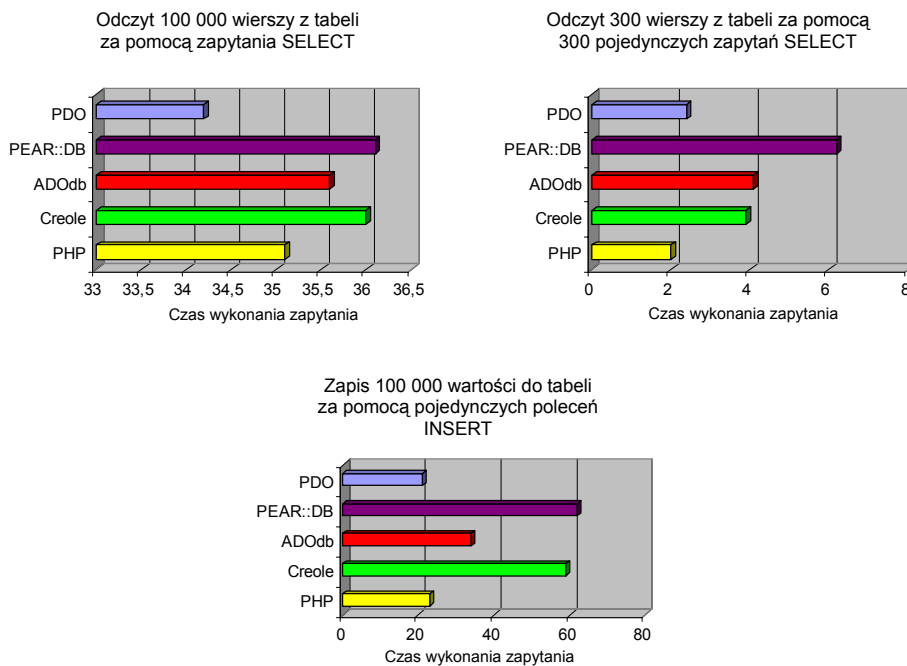 Odczyt 100 000 wierszy z tabeli
za pomocą zapytania SELECT
PDO
PEAR::DB
ADOdb
Creole
PHP
33 33,5 34 34,5 35 35,5 36 36,5
Czas wykonania zapytania
Odczyt 300 wierszy z tabeli za pomocą
300 pojedynczych zapytań SELECT
PDO
PEAR::DB
ADOdb
Creole
PHP
0 2 4 6 8
Czas wykonania zapytania
Zapis 100 000 wartości do tabeli
za pomocą pojedynczych poleceń
INSERT
PDO
PEAR::DB
ADOdb
Creole
PHP
0 20 40 60 80
Czas wykonania zapytania